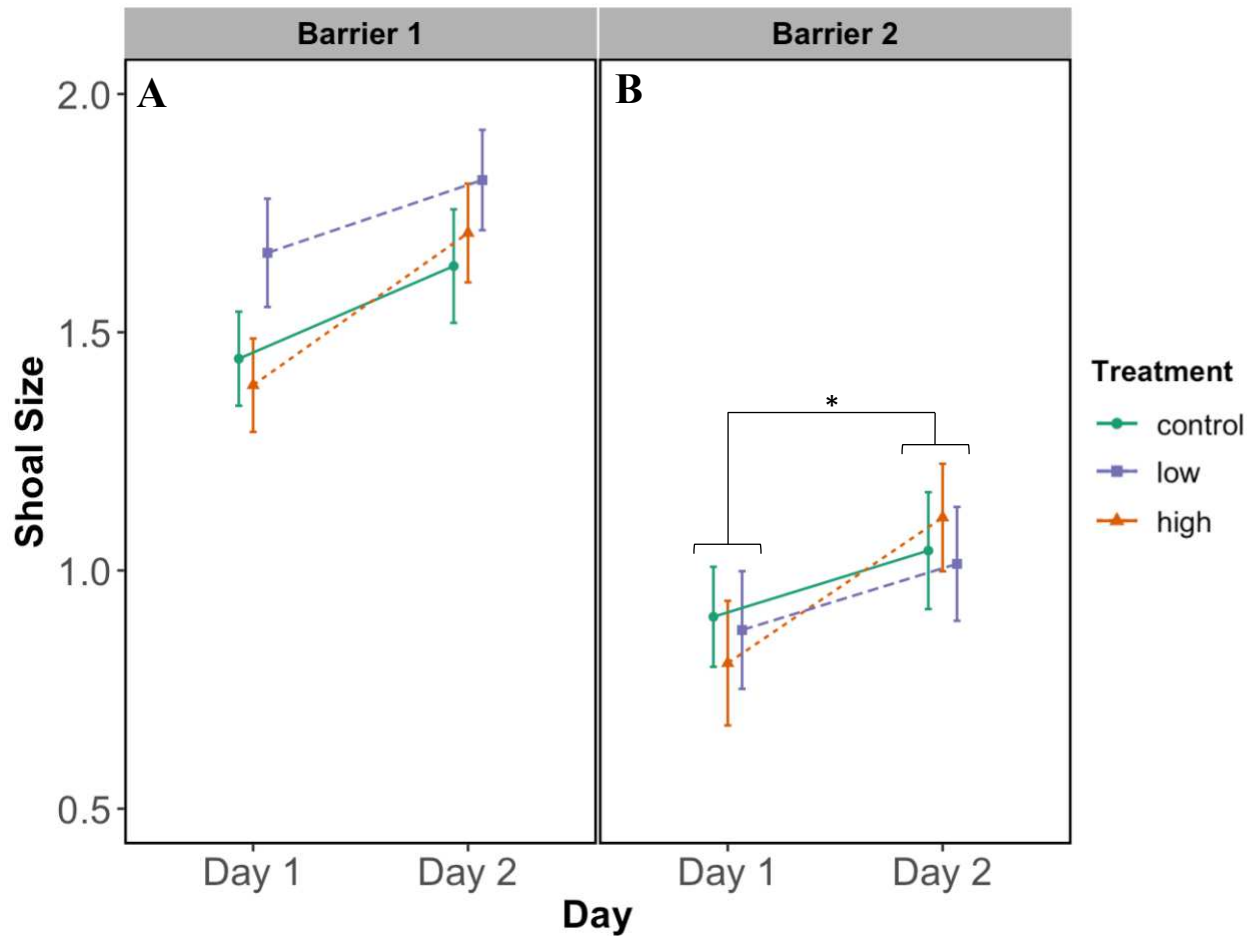 Barrier 1
Barrier 2
A
B
2.0
1.5
1.0
0.5
Shoal Size
*
Day 1
Day 2
Day 1
Day 2
Day
Treatment
control
low
high